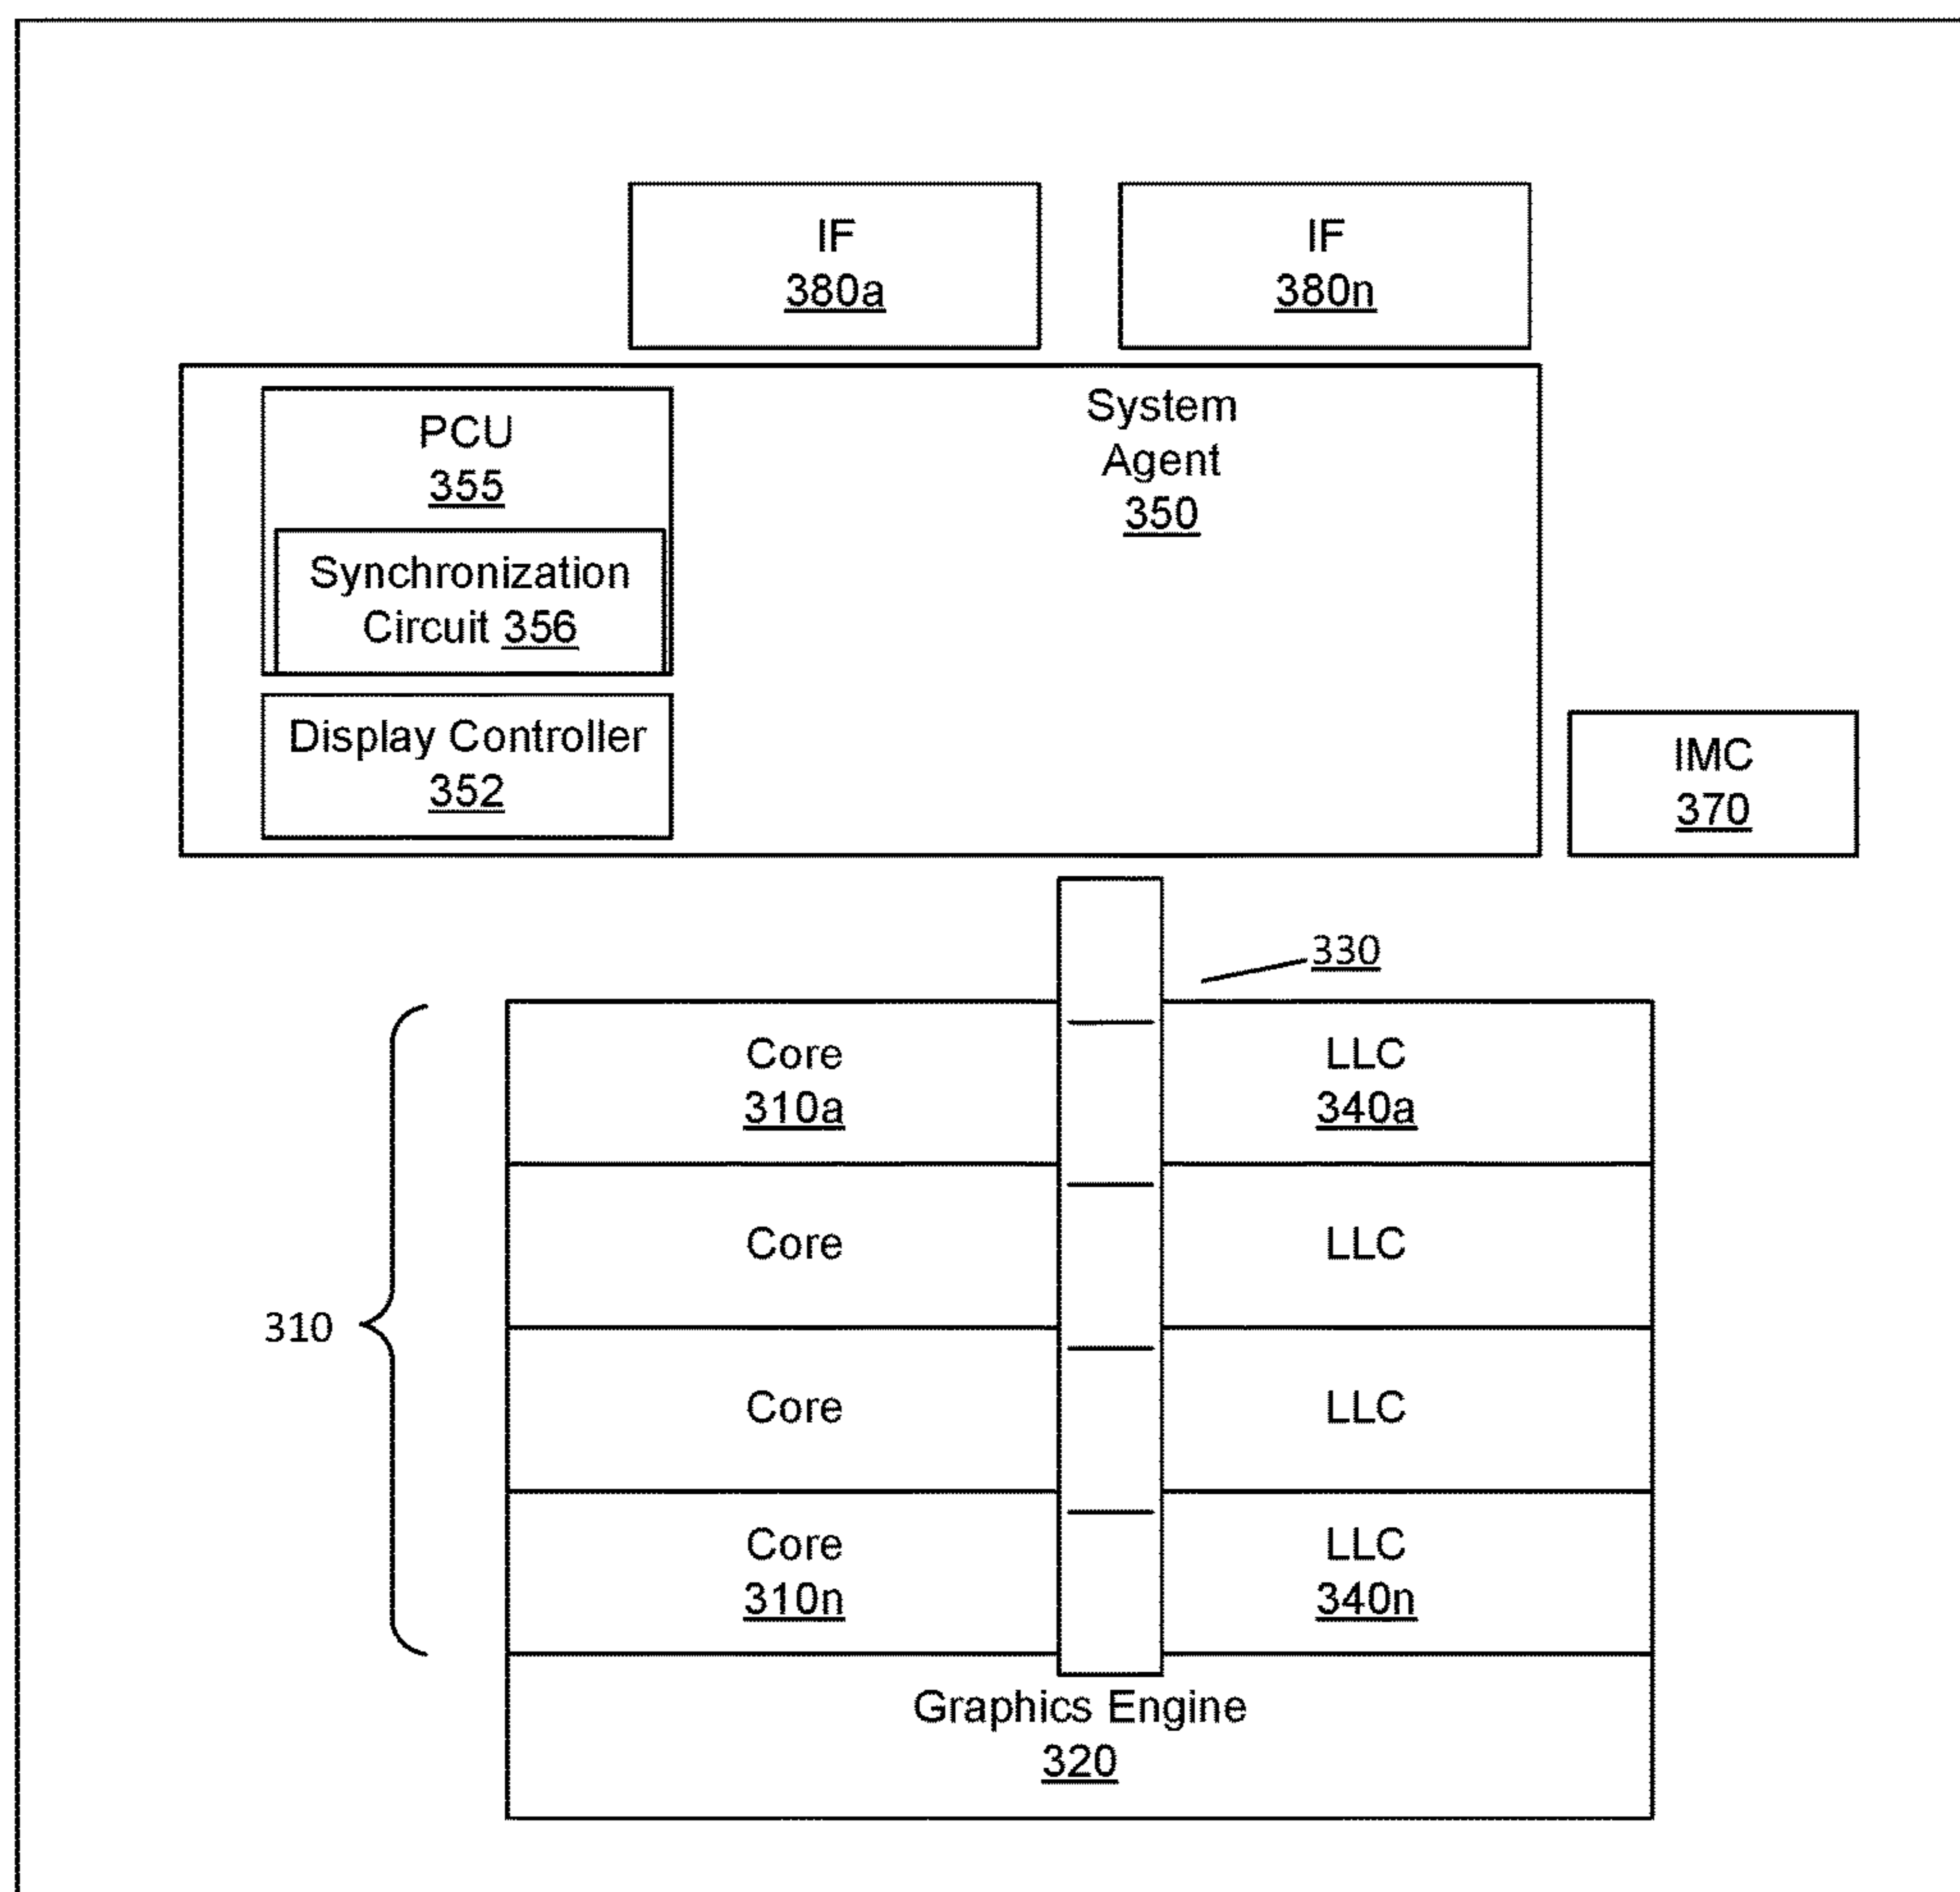 IF
380a
IF
380n
PCU
355
Synchronization
Circuit 356
System
Agent
350
Display Controller
352
IMC
370
330
310
Core
310a
LLC
340a
Core
LLC
Core
LLC
Core
310n
LLC
340n
Graphics Engine
320